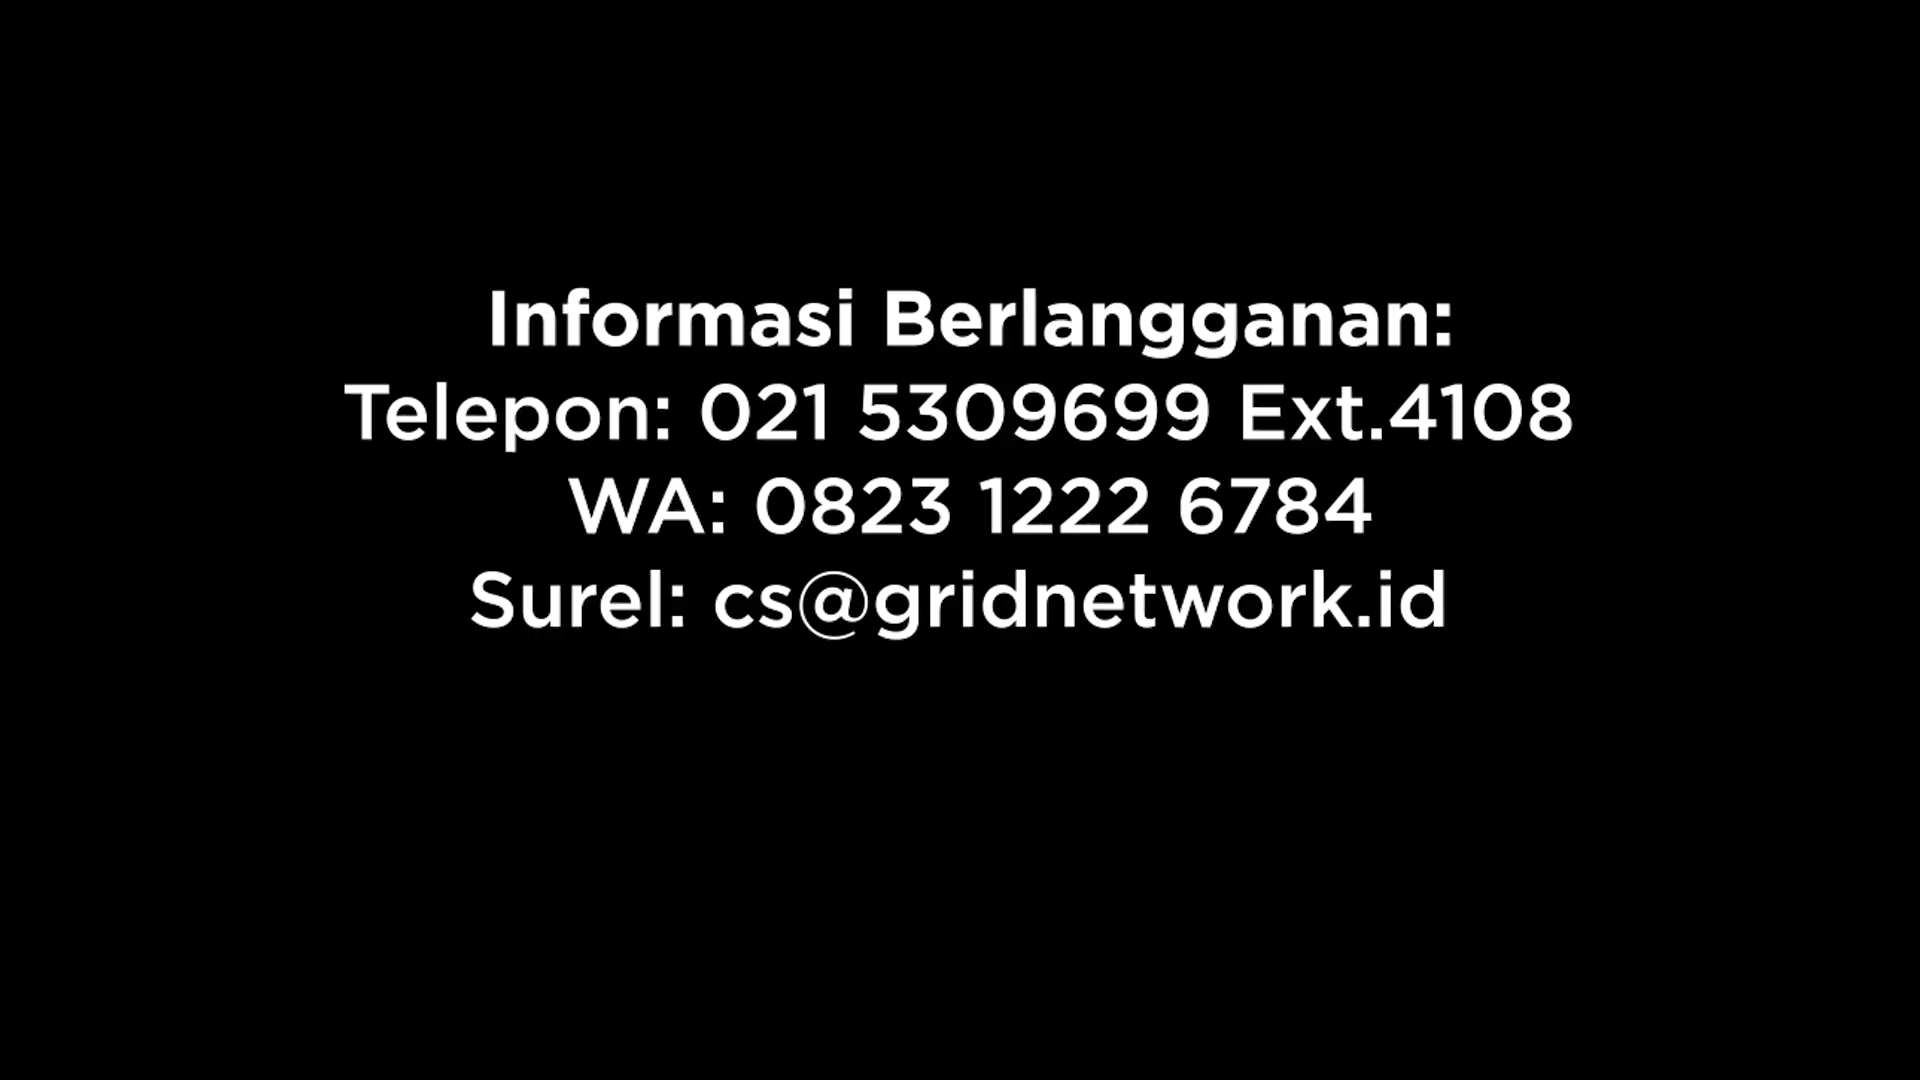 Informasi Berlangganan:
Telepon: 021 5309699 Ext.4108
WA: 0823 1222 6784
Surel: cs@gridnetwork.id